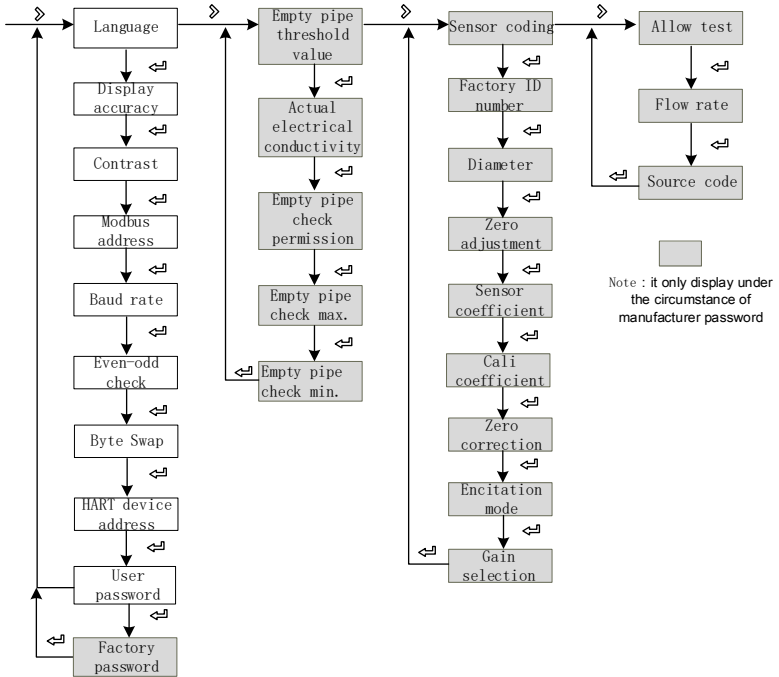 Language
Display
accuracy
Contrast
Modbus
address
Baud rate
Even-odd
check
Byte Swap
HART device
address
User
password
Factory
password
Empty pipe
threshold
value
Actual
electrical
conductivity
Empty pipe
check
permission
Empty pipe
check max.
Empty pipe
check min.
Sensor coding
Factory ID
number
Diameter
Zero
adjustment
Sensor
coefficient
Cali
coefficient
Zero
correction
Encitation
mode
Gain
selection
Allow test
Flow rate
Source code
Note : it only display under
the circumstance of
manufacturer password